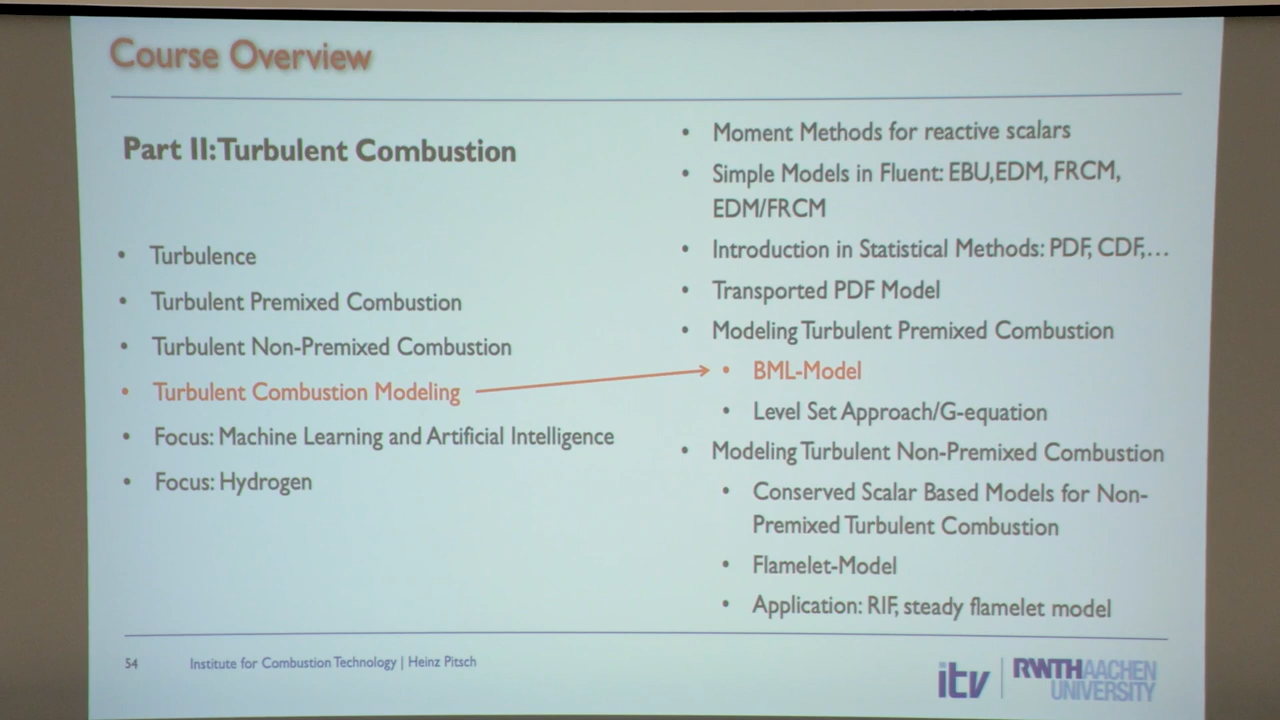 Course Overview
Part II: Turbulent Combustion
• Turbulence
• Turbulent Premixed Combustion
• Turbulent Non-Premixed Combustion
• Turbulent Combustion Modeling
• Focus: Machine Learning and Artificial Intelligence
• Focus: Hydrogen
• Moment Methods for reactive scalars
• Simple Models in Fluent: EBU,EDM, FRCM,
EDM/FRCM
• Introduction in Statistical Methods: PDF, CDF,...
• Transported PDF Model
• Modeling Turbulent Premixed Combustion
• BML-Model
• Level Set Approach/G-equation
• Modeling Turbulent Non-Premixed Combustion
• Conserved Scalar Based Models for Non-
Premixed Turbulent Combustion
• Flamelet-Model
• Application: RIF, steady flamelet model
54 Institute for Combustion Technology | Heinz Pitsch
itv
RWTHAACHEN
UNIVERSITY